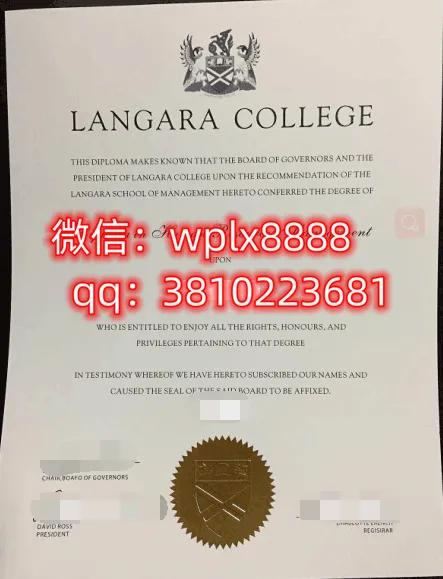 LANGARA COLLEGE
THIS DIPLOMA MAKES KNOWN THAT THE BOARD OF GOVERNORS AND THE
PRESIDENT OF LANGARA COLLEGE UPON THE RECOMMENDATION OF THE
LANGARA SCHOOL OF MANAGEMENT HERETO CONFERRED THE DEGREE OF
微信：wplx8888
UPON
qq：3810223681
WHO IS ENTITLED TO ENJOY ALL THE RIGHTS, HONOURS, AND
PRIVILEGES PERTAINING TO THAT DEGREE
IN TESTIMONY WHEREOF WE HAVE HERETO SUBSCRIBED OUR NAMES AND
CAUSED THE SEAL OF THE SAID BOARD TO BE AFFIXED.
CHAIR, BOARD OF GOVERNORS
DAVID ROSS
PRESIDENT
REGISIRAR